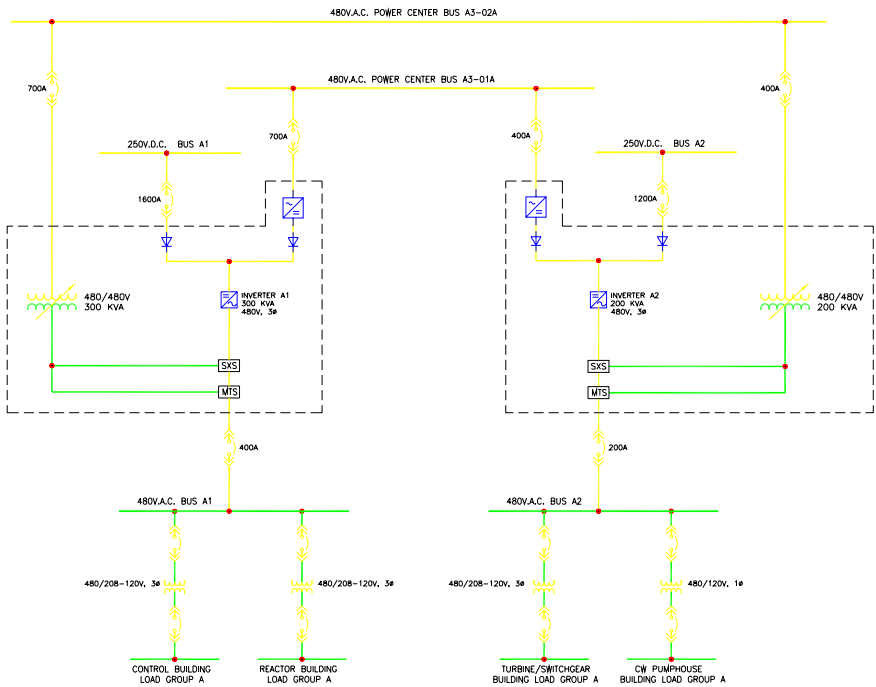 480V.A.C. POWER CENTER BUS A3-02A
480V.A.C. POWER CENTER BUS A3-01A
700A
400A
700A
400A
250V.D.C. BUS A1
250V.D.C. BUS A2
1600A
1200A
480/480V
300 KVA
INVERTER A1
300 KVA
480V, 3ø
INVERTER A2
200 KVA
480V, 3ø
480/480V
200 KVA
SXS
SXS
MTS
MTS
400A
200A
480V.A.C. BUS A1
480V.A.C. BUS A2
480/208-120V, 3ø
480/208-120V, 3ø
480/208-120V, 3ø
480/120V, 1ø
CONTROL BUILDING
LOAD GROUP A
REACTOR BUILDING
LOAD GROUP A
TURBINE/SWITCHGEAR
BUILDING LOAD GROUP A
CW PUMPHOUSE
BUILDING LOAD GROUP A